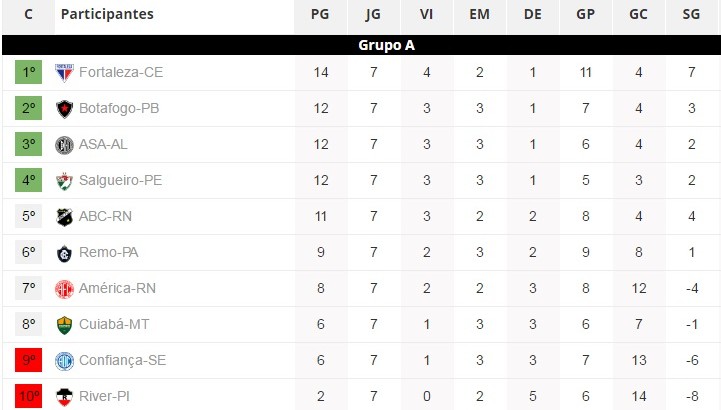 C Participantes PG JG VI EM DE GP GC SG
Grupo A
1º Fortaleza-CE 14 7 4 2 1 11 4 7
2º Botafogo-PB 12 7 3 3 1 7 4 3
3º ASA-AL 12 7 3 3 1 6 4 2
4º Salgueiro-PE 12 7 3 3 1 5 3 2
5º ABC-RN 11 7 3 2 2 8 4 4
6º Remo-PA 9 7 2 3 2 9 8 1
7º América-RN 8 7 2 2 3 8 12 -4
8º Cuiabá-MT 6 7 1 3 3 6 7 -1
9º Confiança-SE 6 7 1 3 3 7 13 -6
10º River-PI 2 7 0 2 5 6 14 -8